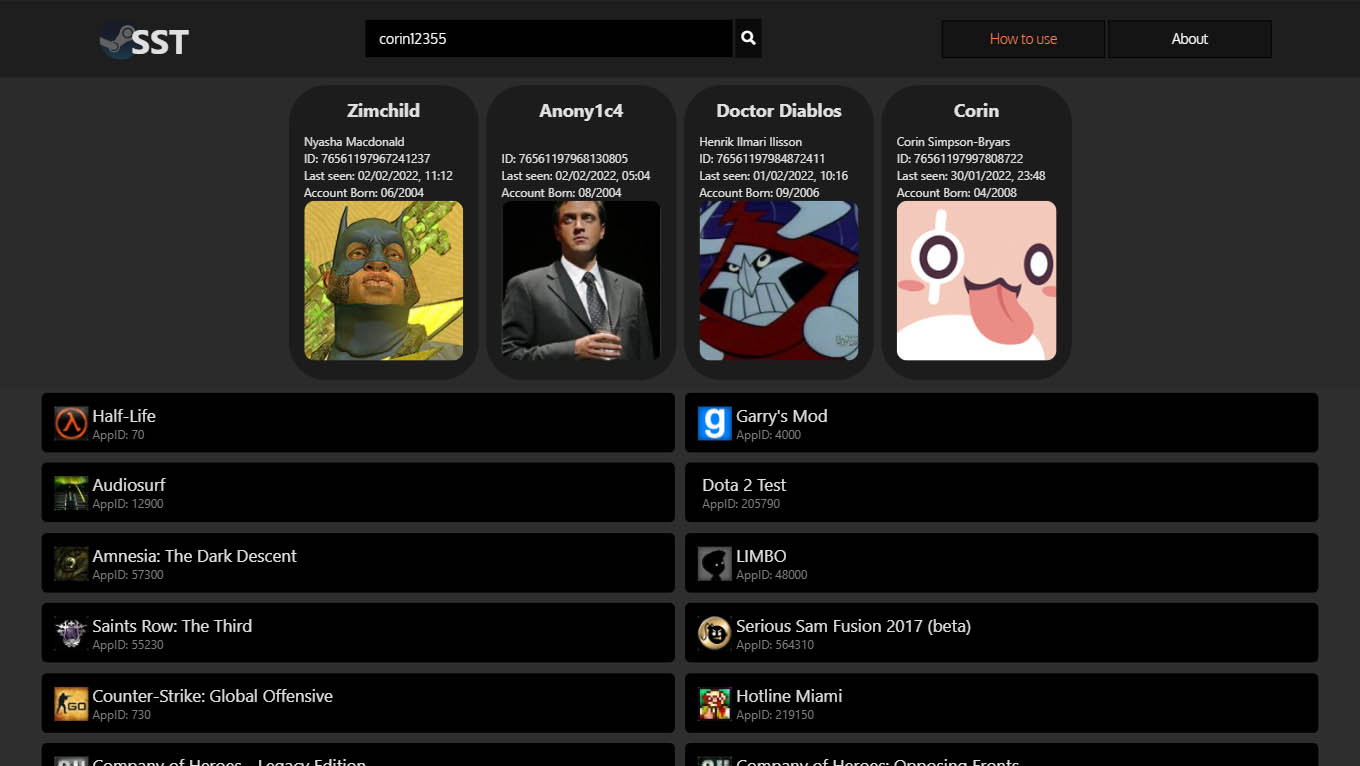 SST
corin12355
How to use
About
Zimchild
Nyasha Macdonald
ID: 76561197967241237
Last seen: 02/02/2022, 11:12
Account Born: 06/2004
Anony1c4
ID: 76561197968130805
Last seen: 02/02/2022, 05:04
Account Born: 08/2004
Doctor Diablos
Henrik Ilmari Ilisson
ID: 76561197984872411
Last seen: 01/02/2022, 10:16
Account Born: 09/2006
Corin
Corin Simpson-Bryars
ID: 76561197997808722
Last seen: 30/01/2022, 23:48
Account Born: 04/2008
Half-Life
AppID: 70
Garry's Mod
AppID: 4000
g
Audiosurf
AppID: 12900
Dota 2 Test
AppID: 205790
Amnesia: The Dark Descent
AppID: 57300
LIMBO
AppID: 48000
Saints Row: The Third
AppID: 55230
Serious Sam Fusion 2017 (beta)
AppID: 564310
GO
Counter-Strike: Global Offensive
AppID: 730
Hotline Miami
AppID: 219150
Company of Heroes - Legacy Edition
Company of Heroes: Opposing Fronts